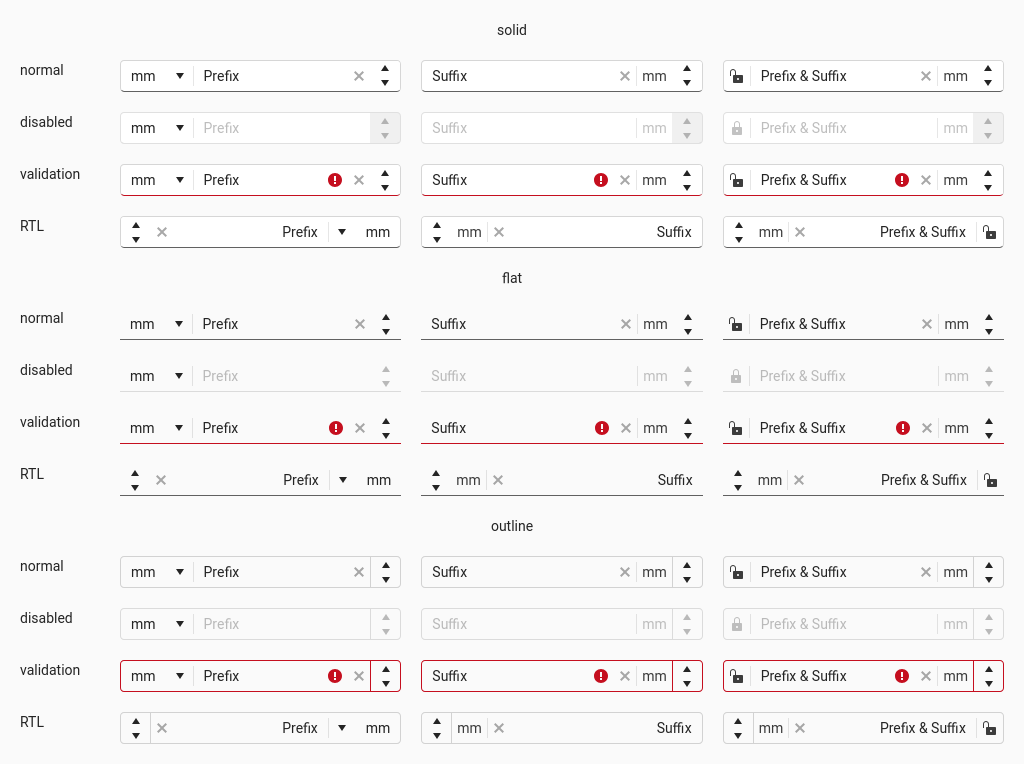 solid
normal mm Prefix Suffix mm Prefix & Suffix mm
disabled mm Prefix Suffix mm Prefix & Suffix mm
validation mm Prefix Suffix mm Prefix & Suffix mm
RTL Prefix mm mm Suffix mm Prefix & Suffix
flat
normal mm Prefix Suffix mm Prefix & Suffix mm
disabled mm Prefix Suffix mm Prefix & Suffix mm
validation mm Prefix Suffix mm Prefix & Suffix mm
RTL Prefix mm mm Suffix mm Prefix & Suffix
outline
normal mm Prefix Suffix mm Prefix & Suffix mm
disabled mm Prefix Suffix mm Prefix & Suffix mm
validation mm Prefix Suffix mm Prefix & Suffix mm
RTL Prefix mm mm Suffix mm Prefix & Suffix